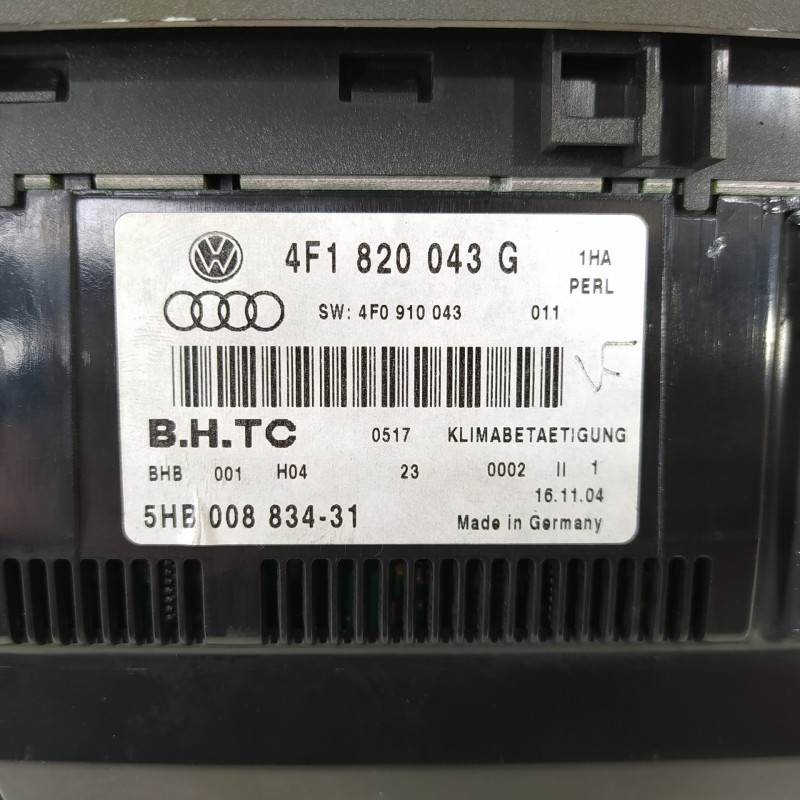 4F1 820 043 G 1HA
PERL
SW: 4F0 910 043 011
B.H.TC 0517 KLIMABETAETIGUNG
BHB 001 H04 23 0002 II 1
16.11.04
5HB 008 834-31 Made in Germany